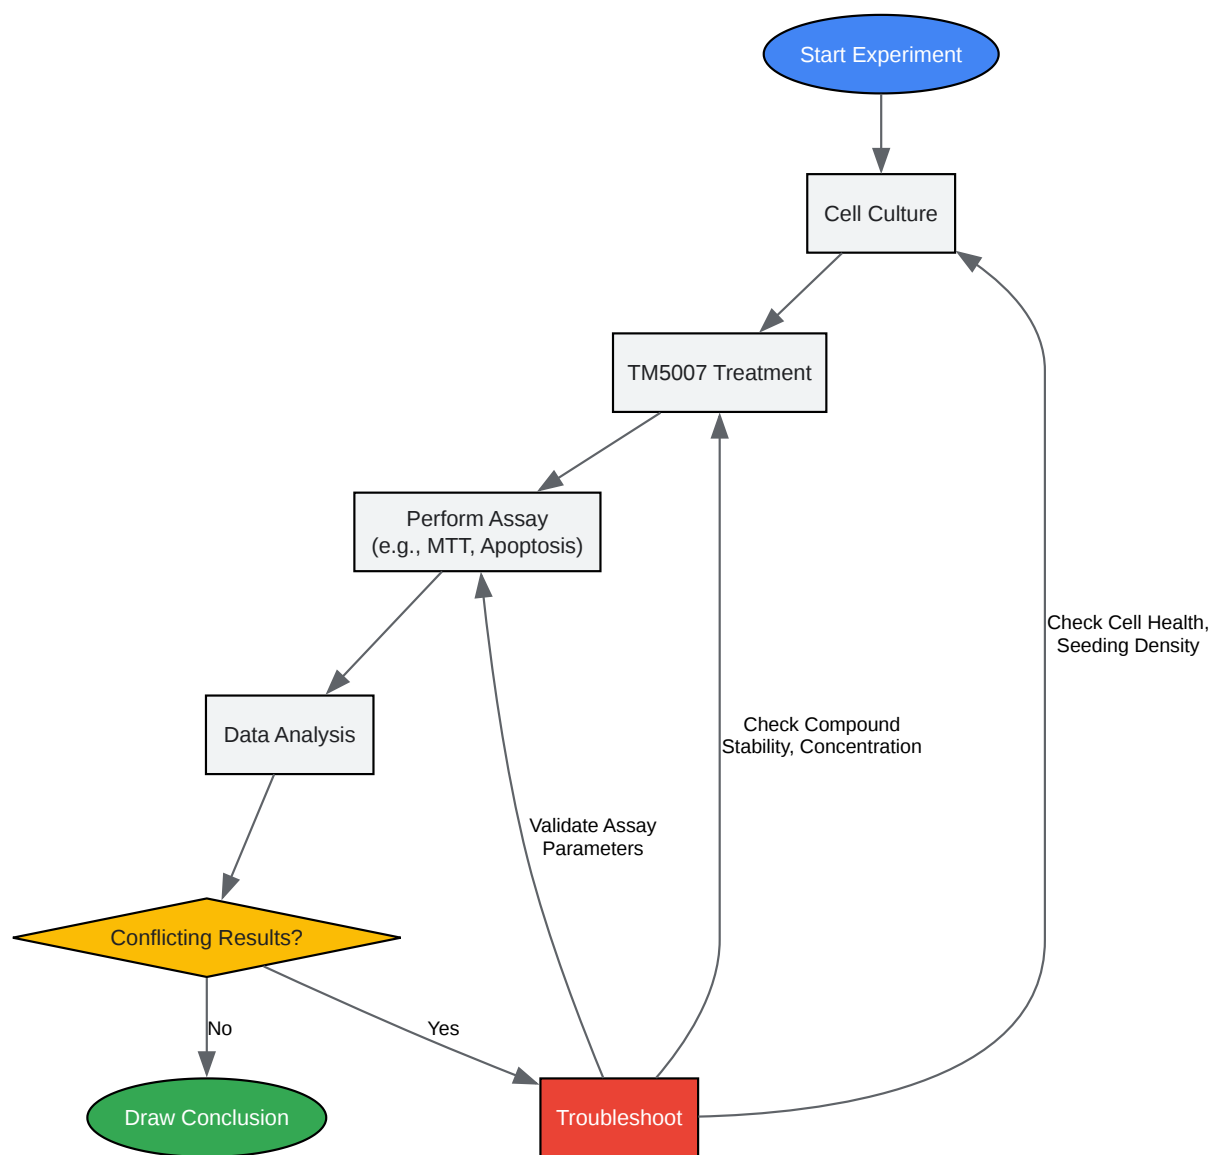 Start Experiment
Cell Culture
TM5007 Treatment
Perform Assay
(e.g., MTT, Apoptosis)
Check Cell Health,
Seeding Density
Data Analysis
Check Compound
Stability, Concentration
Validate Assay
Parameters
Conflicting Results?
No
Yes
Draw Conclusion
Troubleshoot